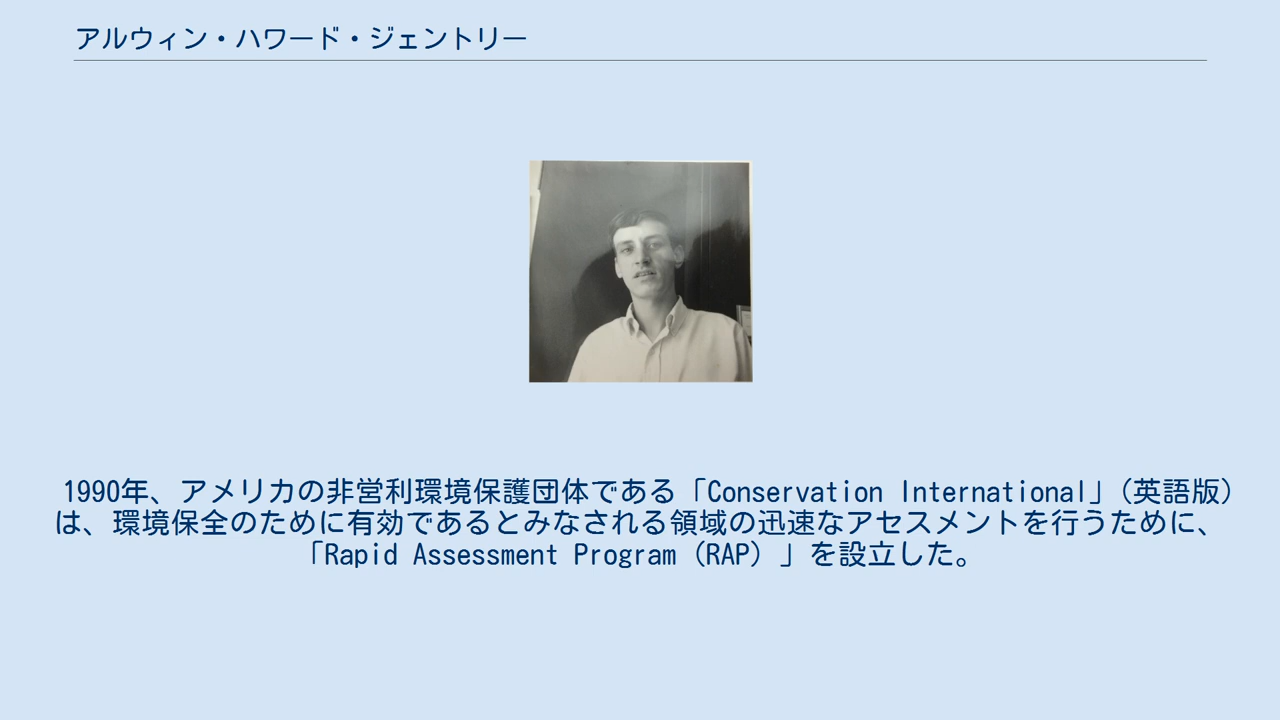 アルウィン・ハワード・ジェントリー
1990年、アメリカの非営利環境保護団体である「Conservation International」(英語版)
は、環境保全のために有効であるとみなされる領域の迅速なアセスメントを行うために、
「Rapid Assessment Program (RAP) 」を設立した。